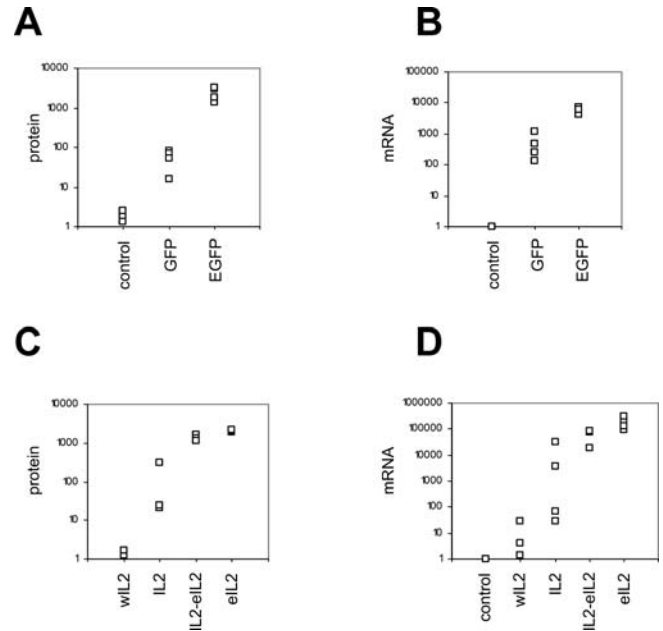 A
10000
1000
100
10
1
protein
control
GFP
EGFP
B
100000
10000
1000
100
10
1
mRNA
control
GFP
EGFP
C
10000
1000
100
10
1
protein
wIL2
IL2
IL2-eIL2
eIL2
D
1000000
100000
10000
1000
100
10
1
mRNA
control
wIL2
IL2
IL2-eIL2
eIL2